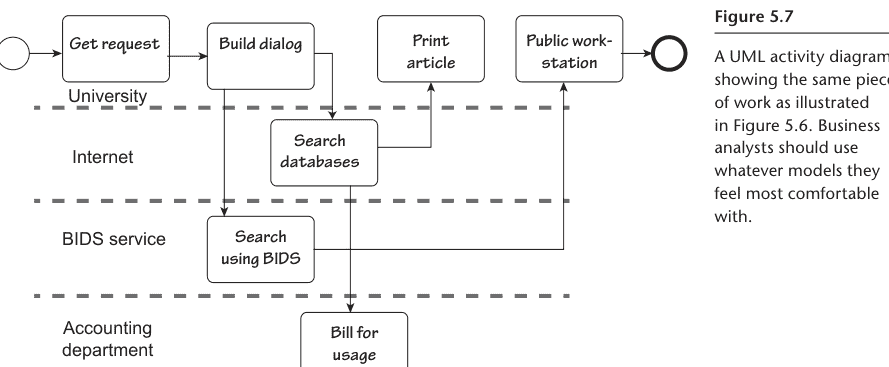 Get request
Build dialog
Print
article
Public work-
station
University
Internet
Search
databases
BIDS service
Search
using BIDS
Accounting
department
Bill for
usage
Figure 5.7
A UML activity diagram
showing the same piece
of work as illustrated
in Figure 5.6. Business
analysts should use
whatever models they
feel most comfortable
with.